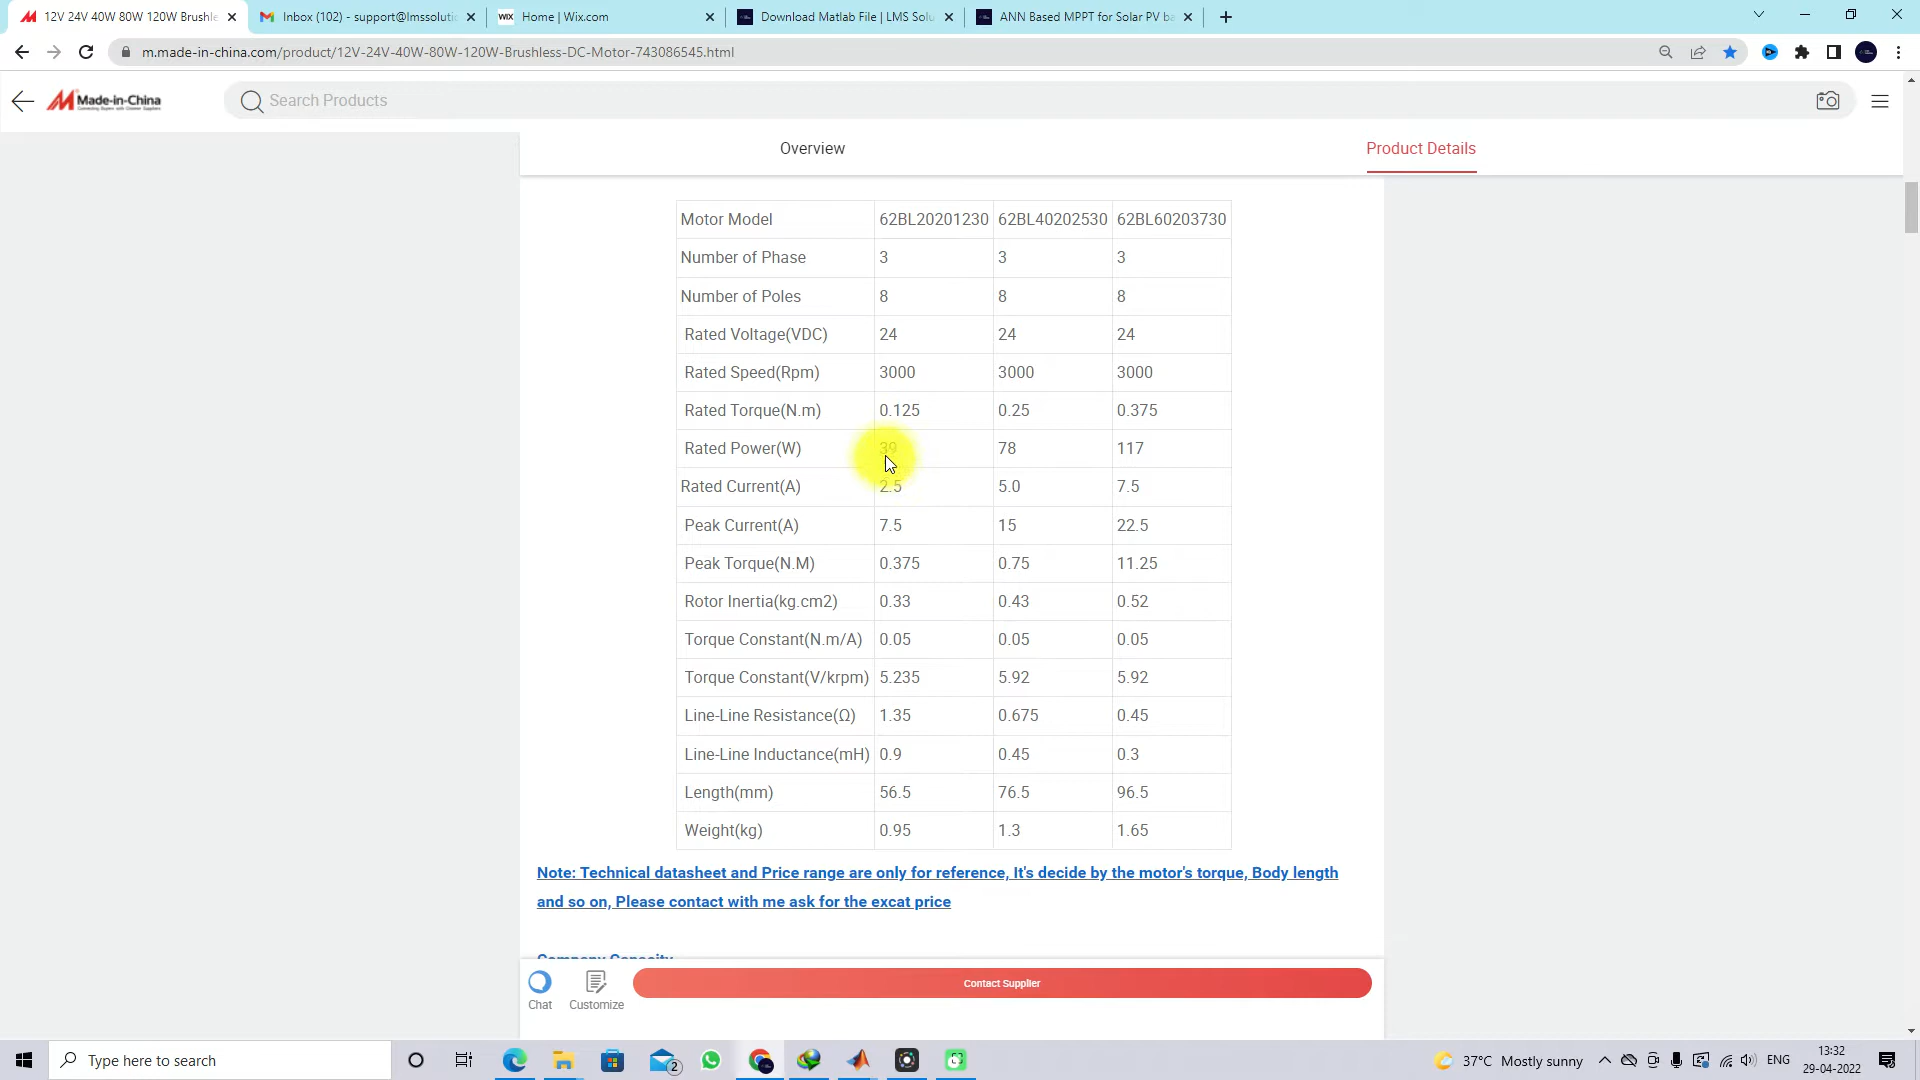 12V 24V 40W 80W 120W Brushle
Inbox (102) - support@lmssolutio
WIX Home | Wix.com
Download Matlab File | LMS Solu
ANN Based MPPT for Solar PV ba
m.made-in-china.com/product/12V-24V-40W-80W-120W-Brushless-DC-Motor-743086545.html
Made-in-China
Connecting Buyers with Chinese Suppliers
Search Products
Overview Product Details
Motor Model 62BL20201230 62BL40202530 62BL60203730
Number of Phase 3 3 3
Number of Poles 8 8 8
Rated Voltage(VDC) 24 24 24
Rated Speed(Rpm) 3000 3000 3000
Rated Torque(N.m) 0.125 0.25 0.375
Rated Power(W) 39 78 117
Rated Current(A) 2.5 5.0 7.5
Peak Current(A) 7.5 15 22.5
Peak Torque(N.M) 0.375 0.75 11.25
Rotor Inertia(kg.cm2) 0.33 0.43 0.52
Torque Constant(N.m/A) 0.05 0.05 0.05
Torque Constant(V/krpm) 5.235 5.92 5.92
Line-Line Resistance(Ω) 1.35 0.675 0.45
Line-Line Inductance(mH) 0.9 0.45 0.3
Length(mm) 56.5 76.5 96.5
Weight(kg) 0.95 1.3 1.65
Note: Technical datasheet and Price range are only for reference, It's decide by the motor's torque, Body length
and so on, Please contact with me ask for the excat price
Company Capacity
Chat Customize Contact Supplier
Type here to search
2
37°C Mostly sunny
ENG
13:32
29-04-2022